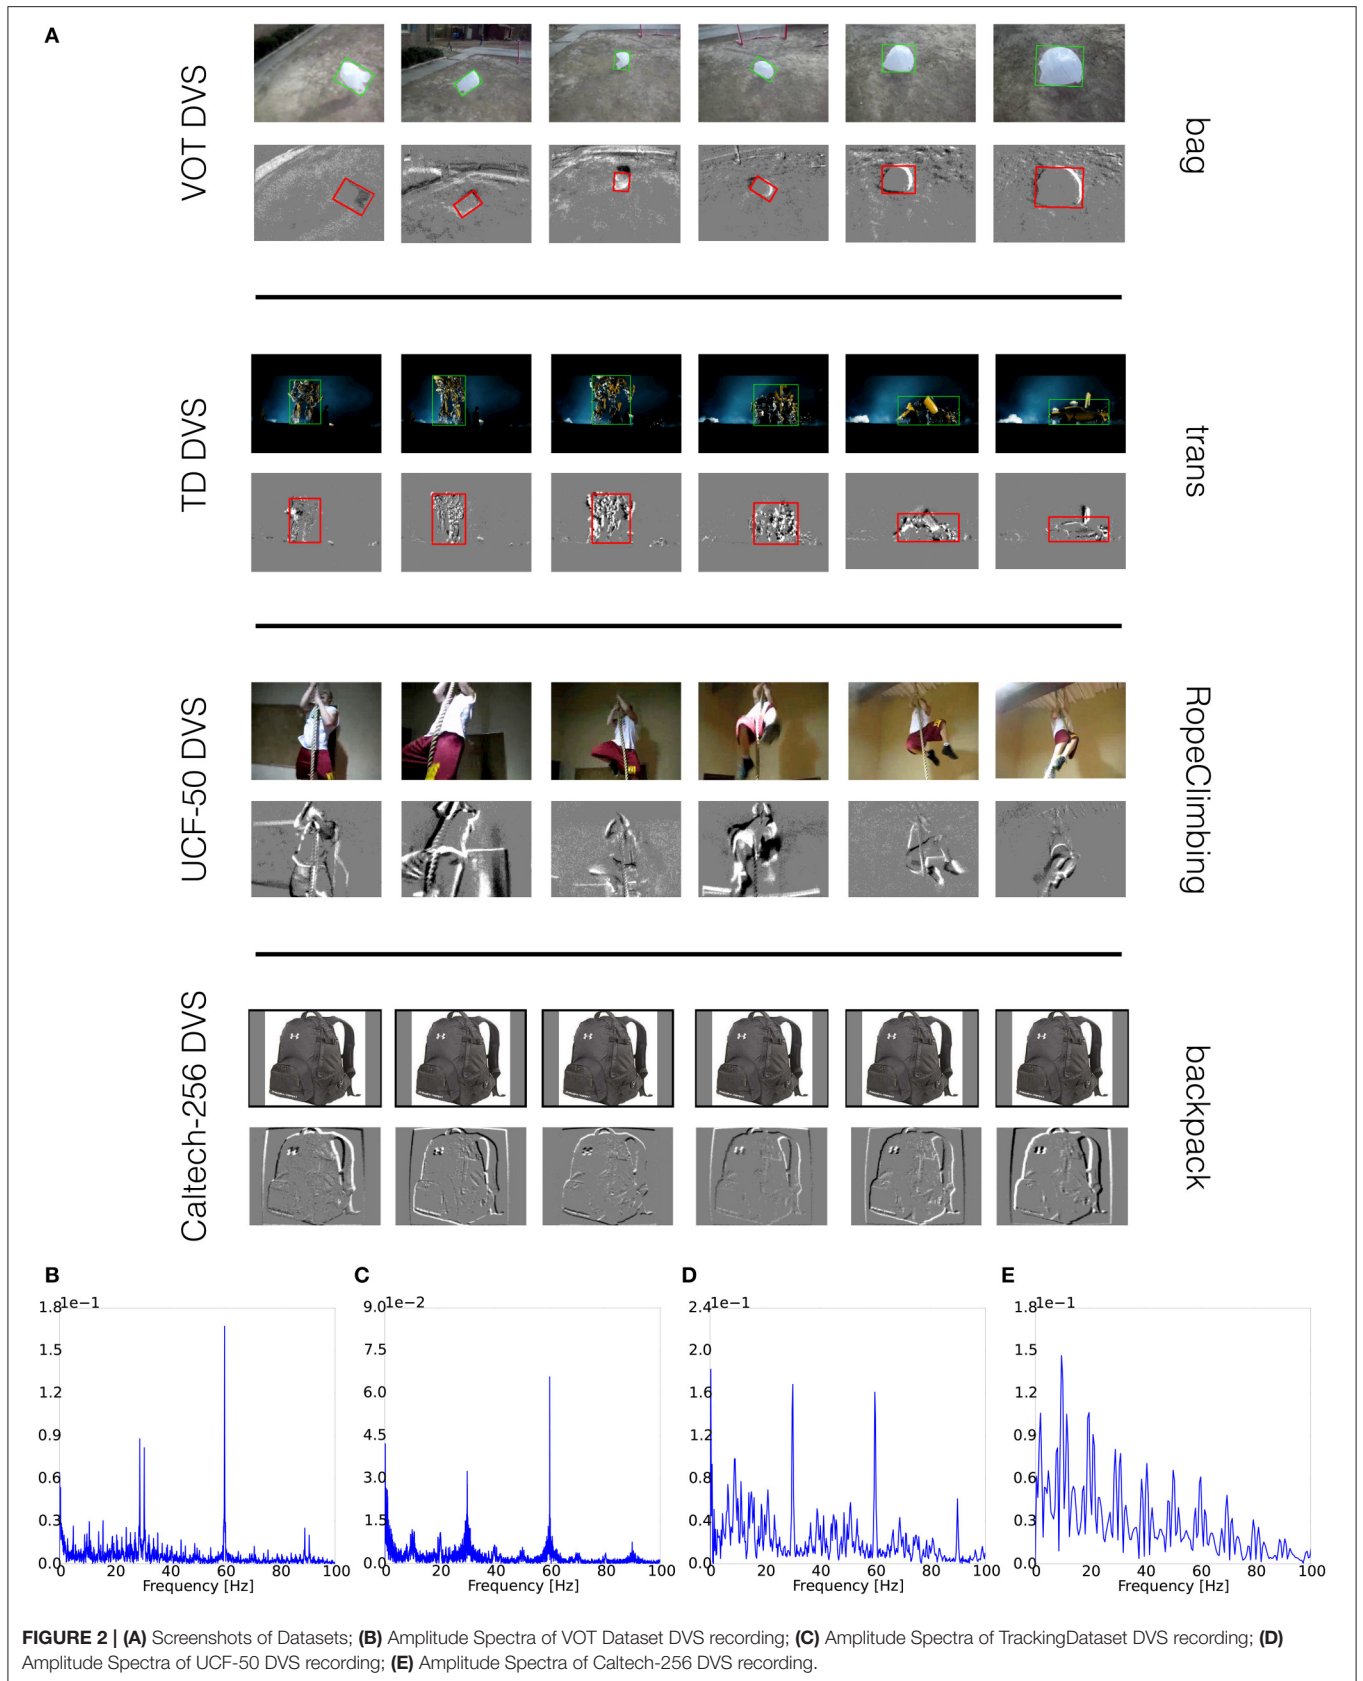 A
VOT DVS
bag
TD DVS
trans
UCF-50 DVS
RopeClimbing
Caltech-256 DVS
backpack
B
1e−1
1.8
1.5
1.2
0.9
0.6
0.3
0.0
0 20 40 60 80 100
Frequency [Hz]
C
1e−2
9.0
7.5
6.0
4.5
3.0
1.5
0.0
0 20 40 60 80 100
Frequency [Hz]
D
1e−1
2.4
2.0
1.6
1.2
0.8
0.4
0.0
0 20 40 60 80 100
Frequency [Hz]
E
1e−1
1.8
1.5
1.2
0.9
0.6
0.3
0.0
0 20 40 60 80 100
Frequency [Hz]
FIGURE 2 | (A) Screenshots of Datasets; (B) Amplitude Spectra of VOT Dataset DVS recording; (C) Amplitude Spectra of TrackingDataset DVS recording; (D)
Amplitude Spectra of UCF-50 DVS recording; (E) Amplitude Spectra of Caltech-256 DVS recording.